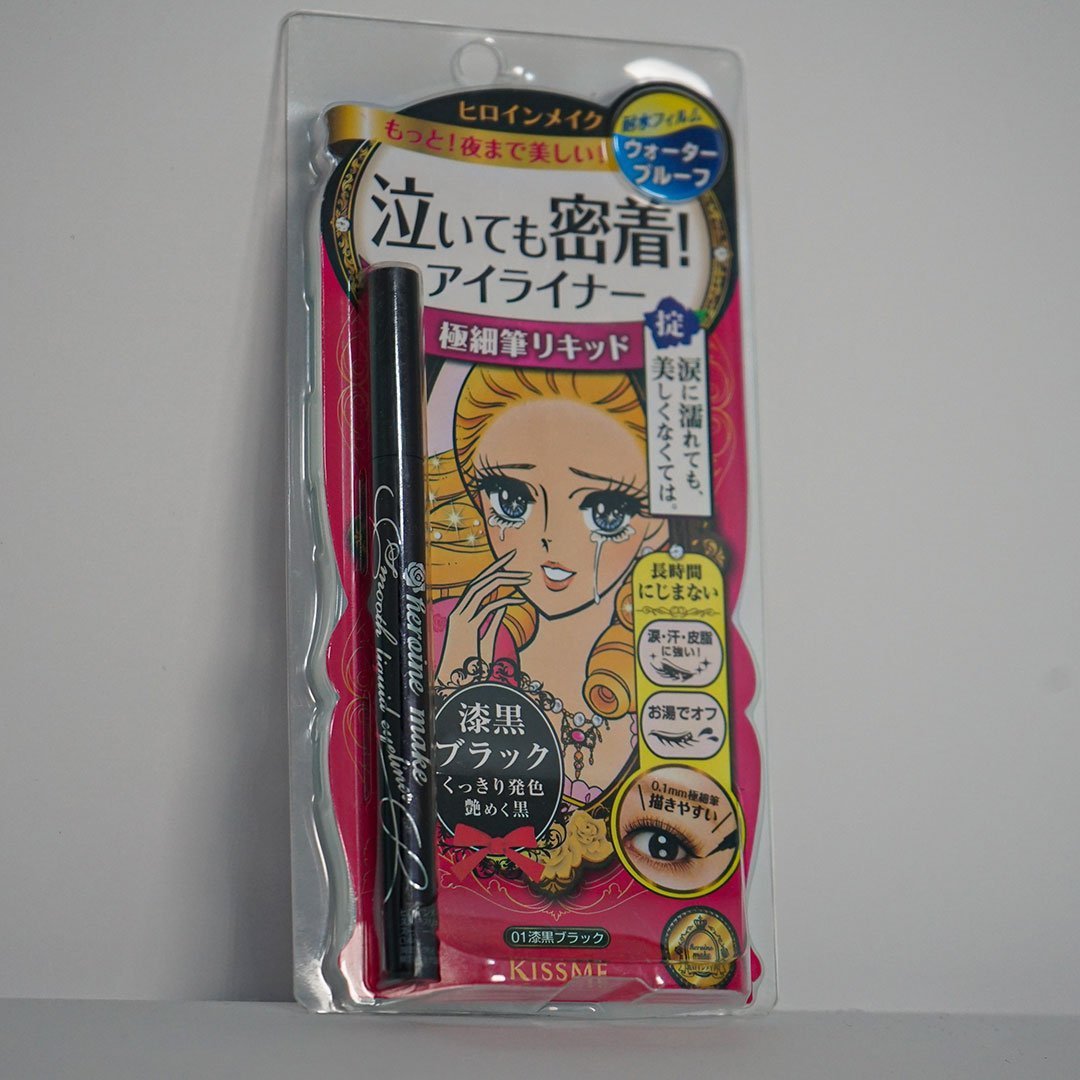 ヒロインメイク
もっと!夜まで美しい!
耐水フィルム
ウォーター
プルーフ
泣いても密着!
アイライナー
極細筆リキッド
掟
涙に濡れても、
美しくなくては。
長時間
にじまない
涙・汗・皮脂
に強い!
お湯でオフ
0.1mm極細筆
描きやすい
heroine make
Smooth liquid eyeliner
漆黒
ブラック
くっきり発色
艶めく黒
01漆黒ブラック
KISSME
heroine
make